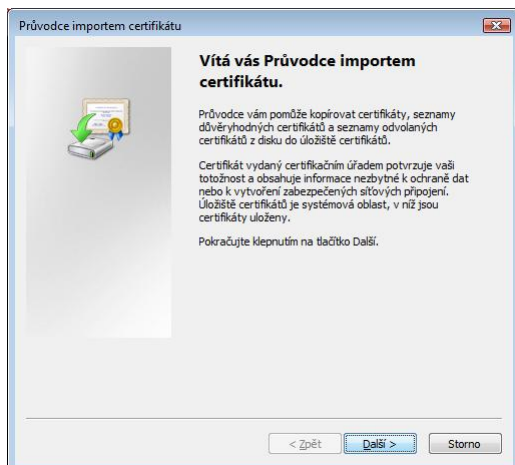 Průvodce importem certifikátu
Vítá vás Průvodce importem
certifikátu.
Průvodce vám pomůže kopírovat certifikáty, seznamy
důvěryhodných certifikátů a seznamy odvolaných
certifikátů z disku do úložiště certifikátů.
Certifikát vydaný certifikačním úřadem potvrzuje vaši
totožnost a obsahuje informace nezbytné k ochraně dat
nebo k vytvoření zabezpečených síťových připojení.
Úložiště certifikátů je systémová oblast, v níž jsou
certifikáty uloženy.
Pokračujte klepnutím na tlačítko Další.
< Zpět Další > Storno